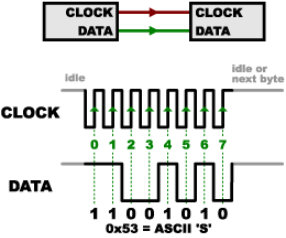 CLOCK CLOCK
DATA DATA
idle
idle or
next byte
CLOCK
0 1 2 3 4 5 6 7
DATA
1 1 0 0 1 0 1 0
0x53 = ASCII 'S'